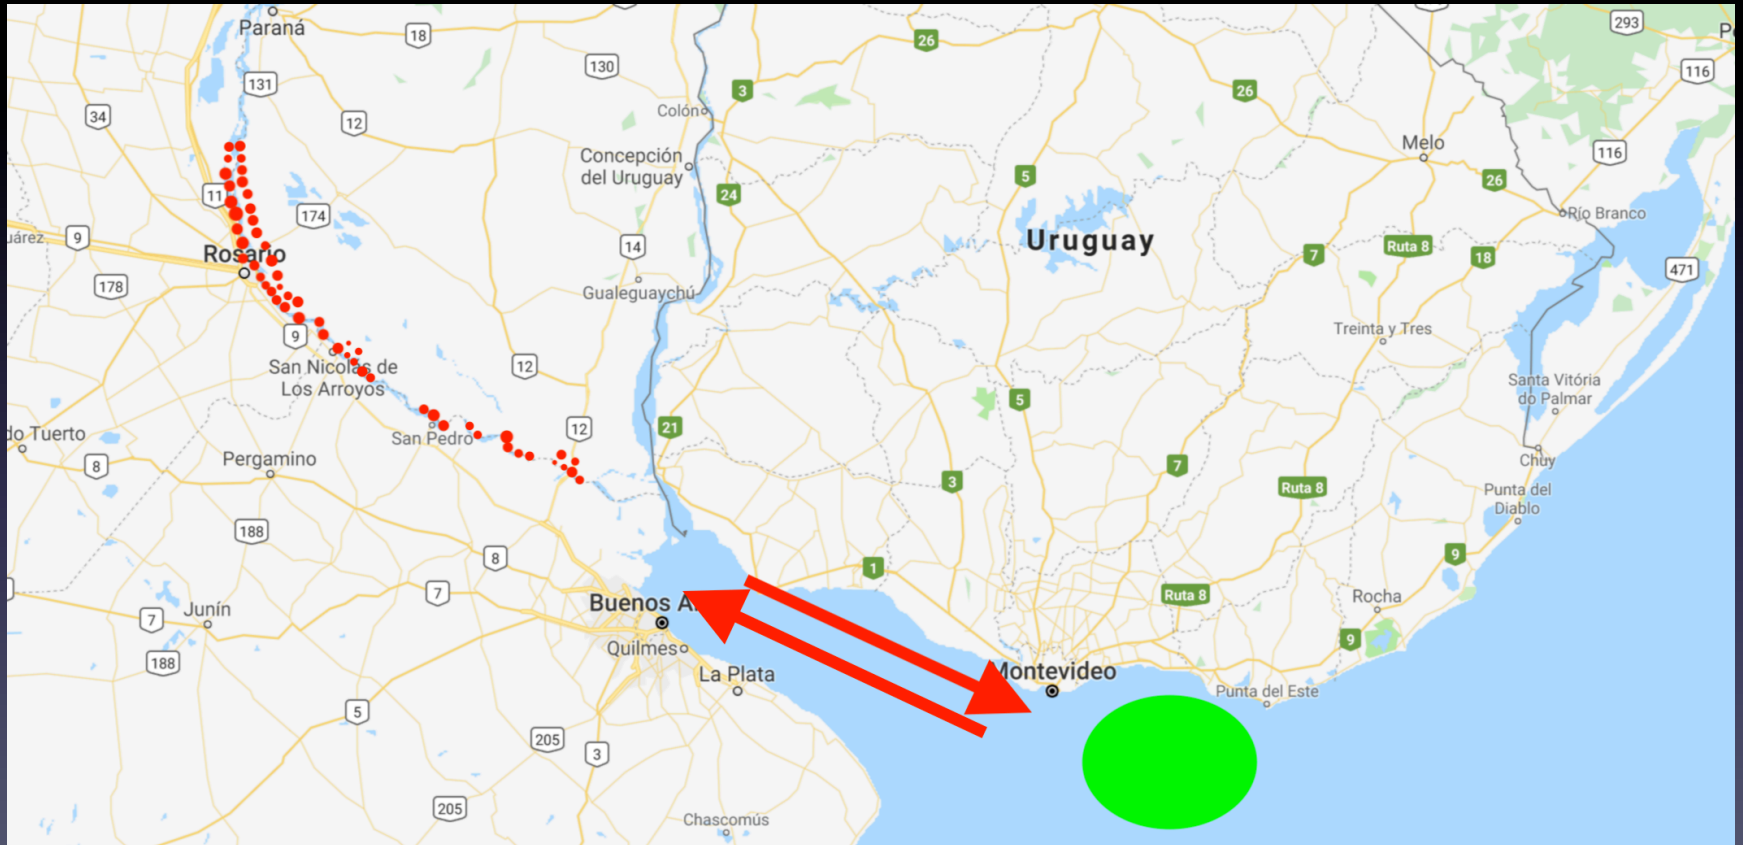 Paraná
18
26
293
130
131
3
26
116
34
Colón
12
Melo
116
Concepción
del Uruguay
5
26
11
24
174
Río Branco
9
14
Uruguay
Ruta 8
7
18
Rosario
471
178
Gualeguaychú
9
Treinta y Tres
San Nicolás de
Los Arroyos
12
Santa Vitória
do Palmar
5
do Tuerto
San Pedro
12
21
Pergamino
8
Chuy
7
3
Ruta 8
Punta del
Diablo
188
8
9
1
7
Ruta 8
Rocha
Junín
Buenos A
7
9
Quilmes
188
La Plata
Montevideo
Punta del Este
5
205
3
205
Chascomús